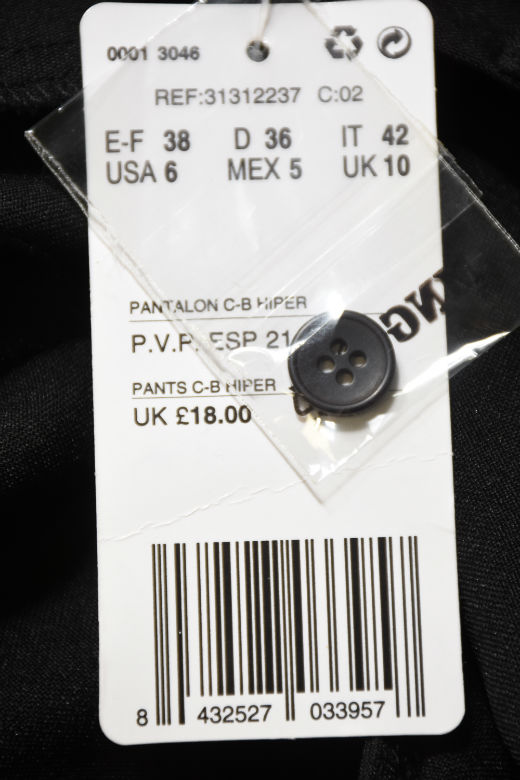 0001 3046
REF:31312237 C:02
E-F 38 D 36 IT 42
USA 6 MEX 5 UK 10
PANTALON C-B HIPER
P.V.P. ESP 21
PANTS C-B HIPER
UK £18.00
8 432527 033957